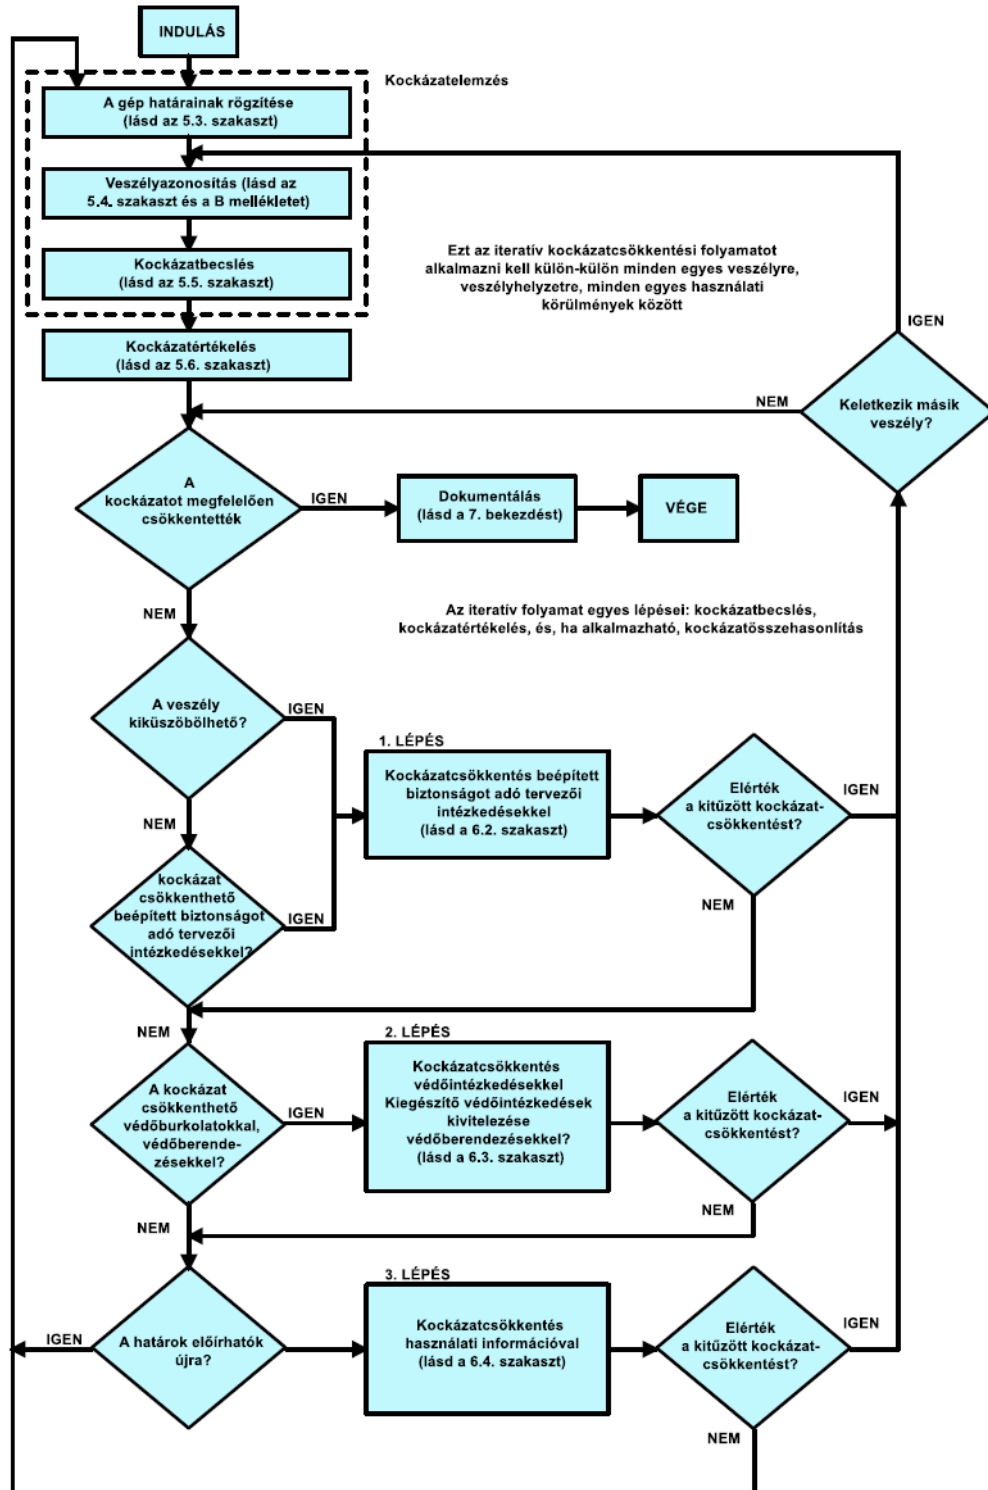 INDULÁS
Kockázatelemzés
A gép határainak rögzítése
(lásd az 5.3. szakaszt)
Veszélyazonosítás (lásd az
5.4. szakaszt és a B mellékletet)
Kockázatbecslés
(lásd az 5.5. szakaszt)
Ezt az iteratív kockázatcsökkentési folyamatot
alkalmazni kell külön-külön minden egyes veszélyre,
veszélyhelyzetre, minden egyes használati
körülmények között
IGEN
Kockázatértékelés
(lásd az 5.6. szakaszt)
NEM
Keletkezik másik
veszély?
A
kockázatot megfelelően
csökkentették
IGEN
Dokumentálás
(lásd a 7. bekezdést)
VÉGE
NEM
Az iteratív folyamat egyes lépései: kockázatbecslés,
kockázatértékelés, és, ha alkalmazható, kockázatösszehasonlítás
A veszély
kiküszöbölhető?
IGEN
1. LÉPÉS
Kockázatcsökkentés beépített
biztonságot adó tervezői
intézkedésekkel
(lásd a 6.2. szakaszt)
Elérték
a kitűzött kockázat-
csökkentést?
IGEN
NEM
NEM
kockázat
csökkenthető
beépített biztonságot
adó tervezői
intézkedésekkel?
IGEN
NEM
2. LÉPÉS
A kockázat
csökkenthető
védőburkolatokkal,
védőberende-
zésekkel?
IGEN
Kockázatcsökkentés
védőintézkedésekkel
Kiegészítő védőintézkedések
kivitelezése
védőberendezésekkel?
(lásd a 6.3. szakaszt)
Elérték
a kitűzött kockázat-
csökkentést?
IGEN
NEM
NEM
3. LÉPÉS
IGEN
A határok előírhatók
újra?
Kockázatcsökkentés
használati információval
(lásd a 6.4. szakaszt)
Elérték
a kitűzött kockázat-
csökkentést?
IGEN
NEM